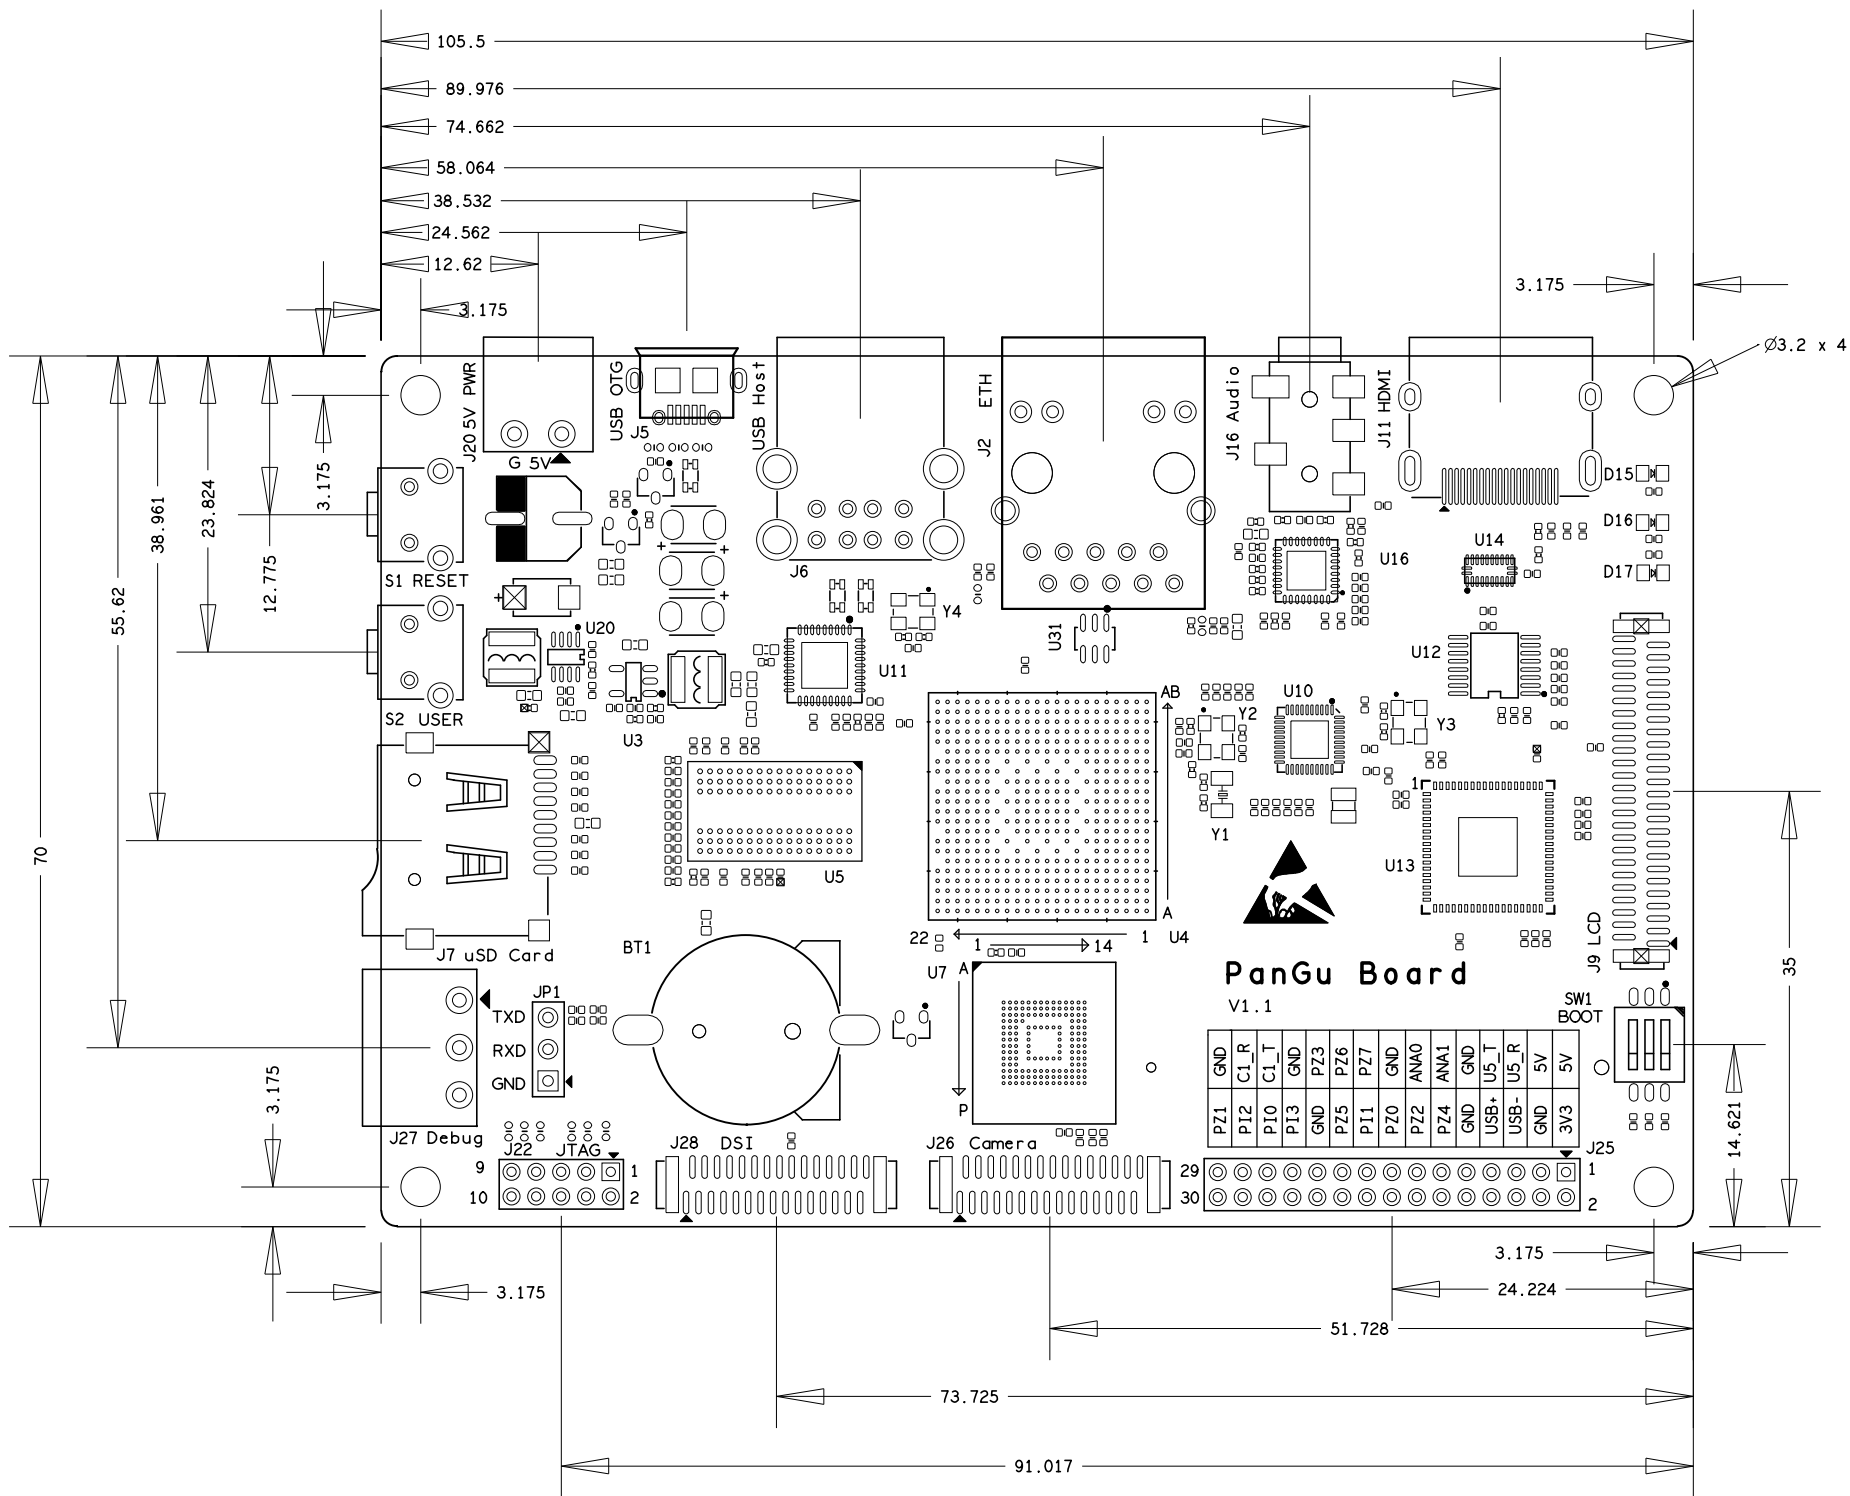 105.5
89.976
74.662
58.064
38.532
24.562
12.62
3.175
3.175
Ø3.2 x 4
J20 5V PWR
USB OTG
USB Host
ETH
J16 Audio
J11 HDMI
J5
J2
G 5V
D15
D16
D17
3.175
38.961
23.824
12.775
55.62
70
S1 RESET
+
+
+
+
J6
Y4
U31
U16
U14
U20
U11
U12
U3
S2 USER
AB
U10
Y2
Y3
Y1
1
U13
U5
A
22
1
U4
1
14
J7 uSD Card
BT1
U7
A
P
PanGu Board
V1.1
J9 LCD
SW1
BOOT
35
JP1
TXD
RXD
GND
GND C1_R C1_T GND PZ3 PZ6 PZ7 GND ANA0 ANA1 GND U5_T U5_R 5V 5V
PZ1 PI2 PI0 PI3 GND PZ5 PI1 PZ0 PZ2 PZ4 GND USB+ USB- GND 3V3
3.175
14.621
J27 Debug
J22 JTAG
J28 DSI
J26 Camera
J25
9
1
10
2
29
30
1
2
3.175
3.175
24.224
51.728
73.725
91.017